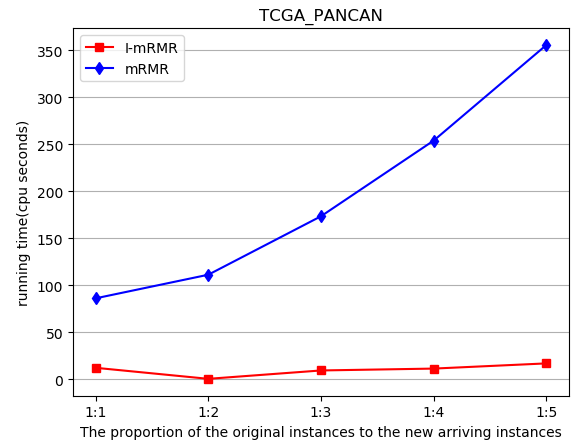 TCGA_PANCAN
I-mRMR
mRMR
running time(cpu seconds)
350
300
250
200
150
100
50
0
1:1 1:2 1:3 1:4 1:5
The proportion of the original instances to the new arriving instances